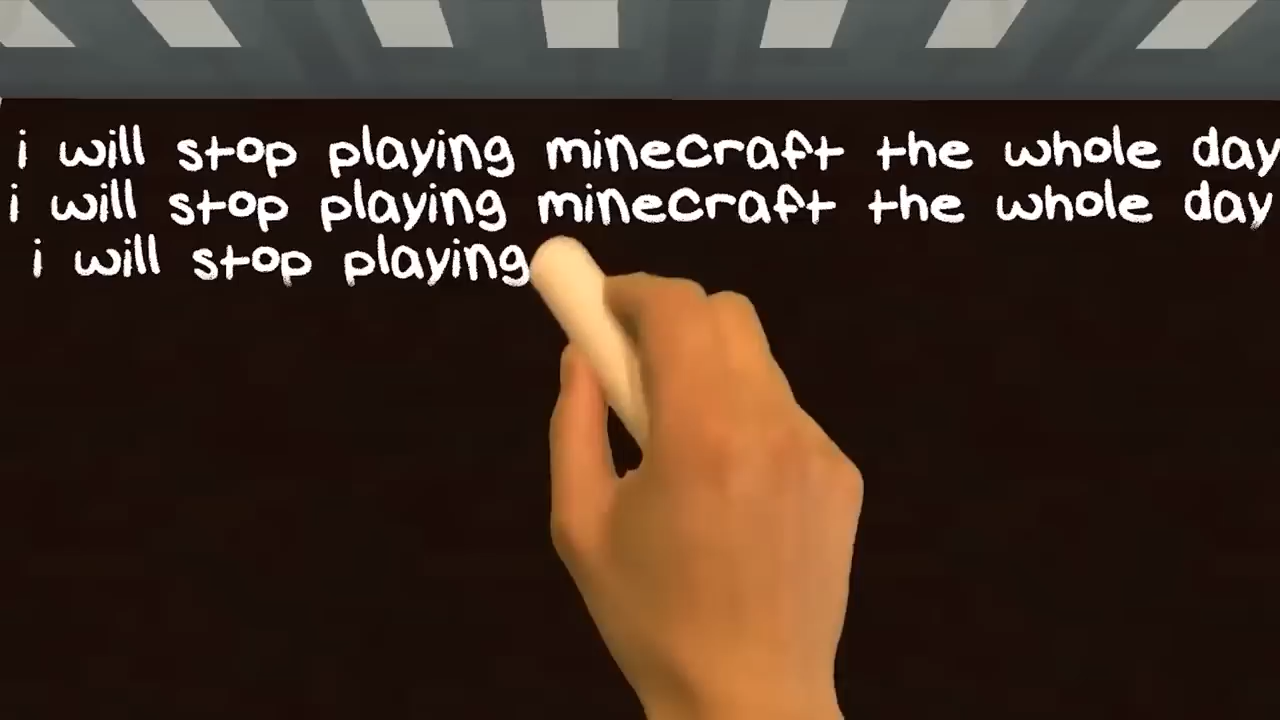 i will stop playing minecraft the whole day
i will stop playing minecraft the whole day
i will stop playing